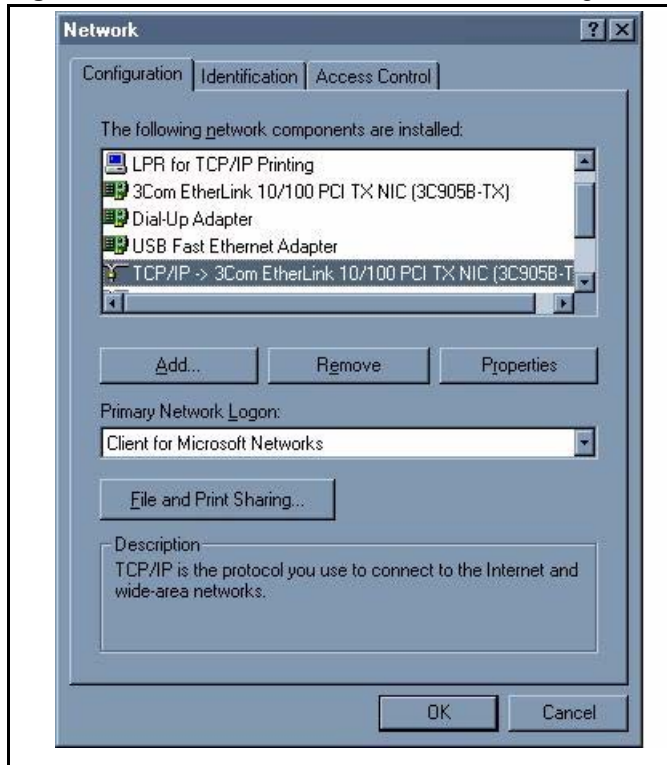 Network
Configuration Identification Access Control
The following network components are installed:
LPR for TCP/IP Printing
3Com EtherLink 10/100 PCI TX NIC (3C905B-TX)
Dial-Up Adapter
USB Fast Ethernet Adapter
TCP/IP -> 3Com EtherLink 10/100 PCI TX NIC (3C905B-T
Add... Remove Properties
Primary Network Logon:
Client for Microsoft Networks
File and Print Sharing...
Description
TCP/IP is the protocol you use to connect to the Internet and
wide-area networks.
OK Cancel